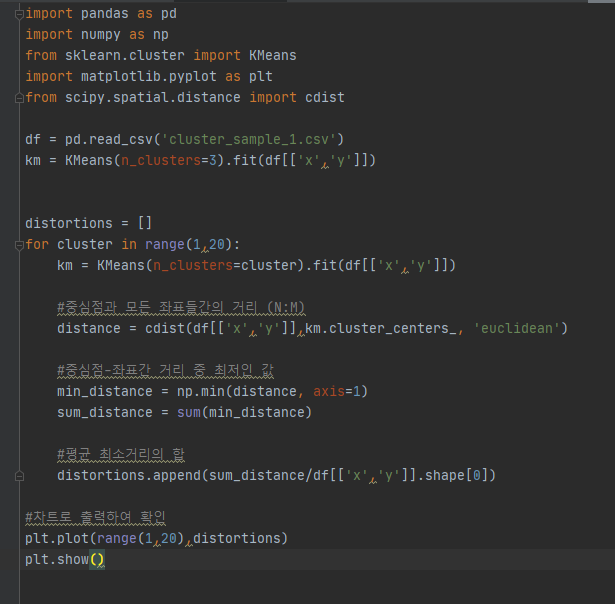 import pandas as pd
import numpy as np
from sklearn.cluster import KMeans
import matplotlib.pyplot as plt
from scipy.spatial.distance import cdist
df = pd.read_csv('cluster_sample_1.csv')
km = KMeans(n_clusters=3).fit(df[['x','y']])
distortions = []
for cluster in range(1,20):
    km = KMeans(n_clusters=cluster).fit(df[['x','y']])
    #중심점과 모든 좌표들간의 거리 (N:M)
    distance = cdist(df[['x','y']],km.cluster_centers_, 'euclidean')
    #중심점-좌표간 거리 중 최저인 값
    min_distance = np.min(distance, axis=1)
    sum_distance = sum(min_distance)
    #평균 최소거리의 합
    distortions.append(sum_distance/df[['x','y']].shape[0])
#차트로 출력하여 확인
plt.plot(range(1,20),distortions)
plt.show()